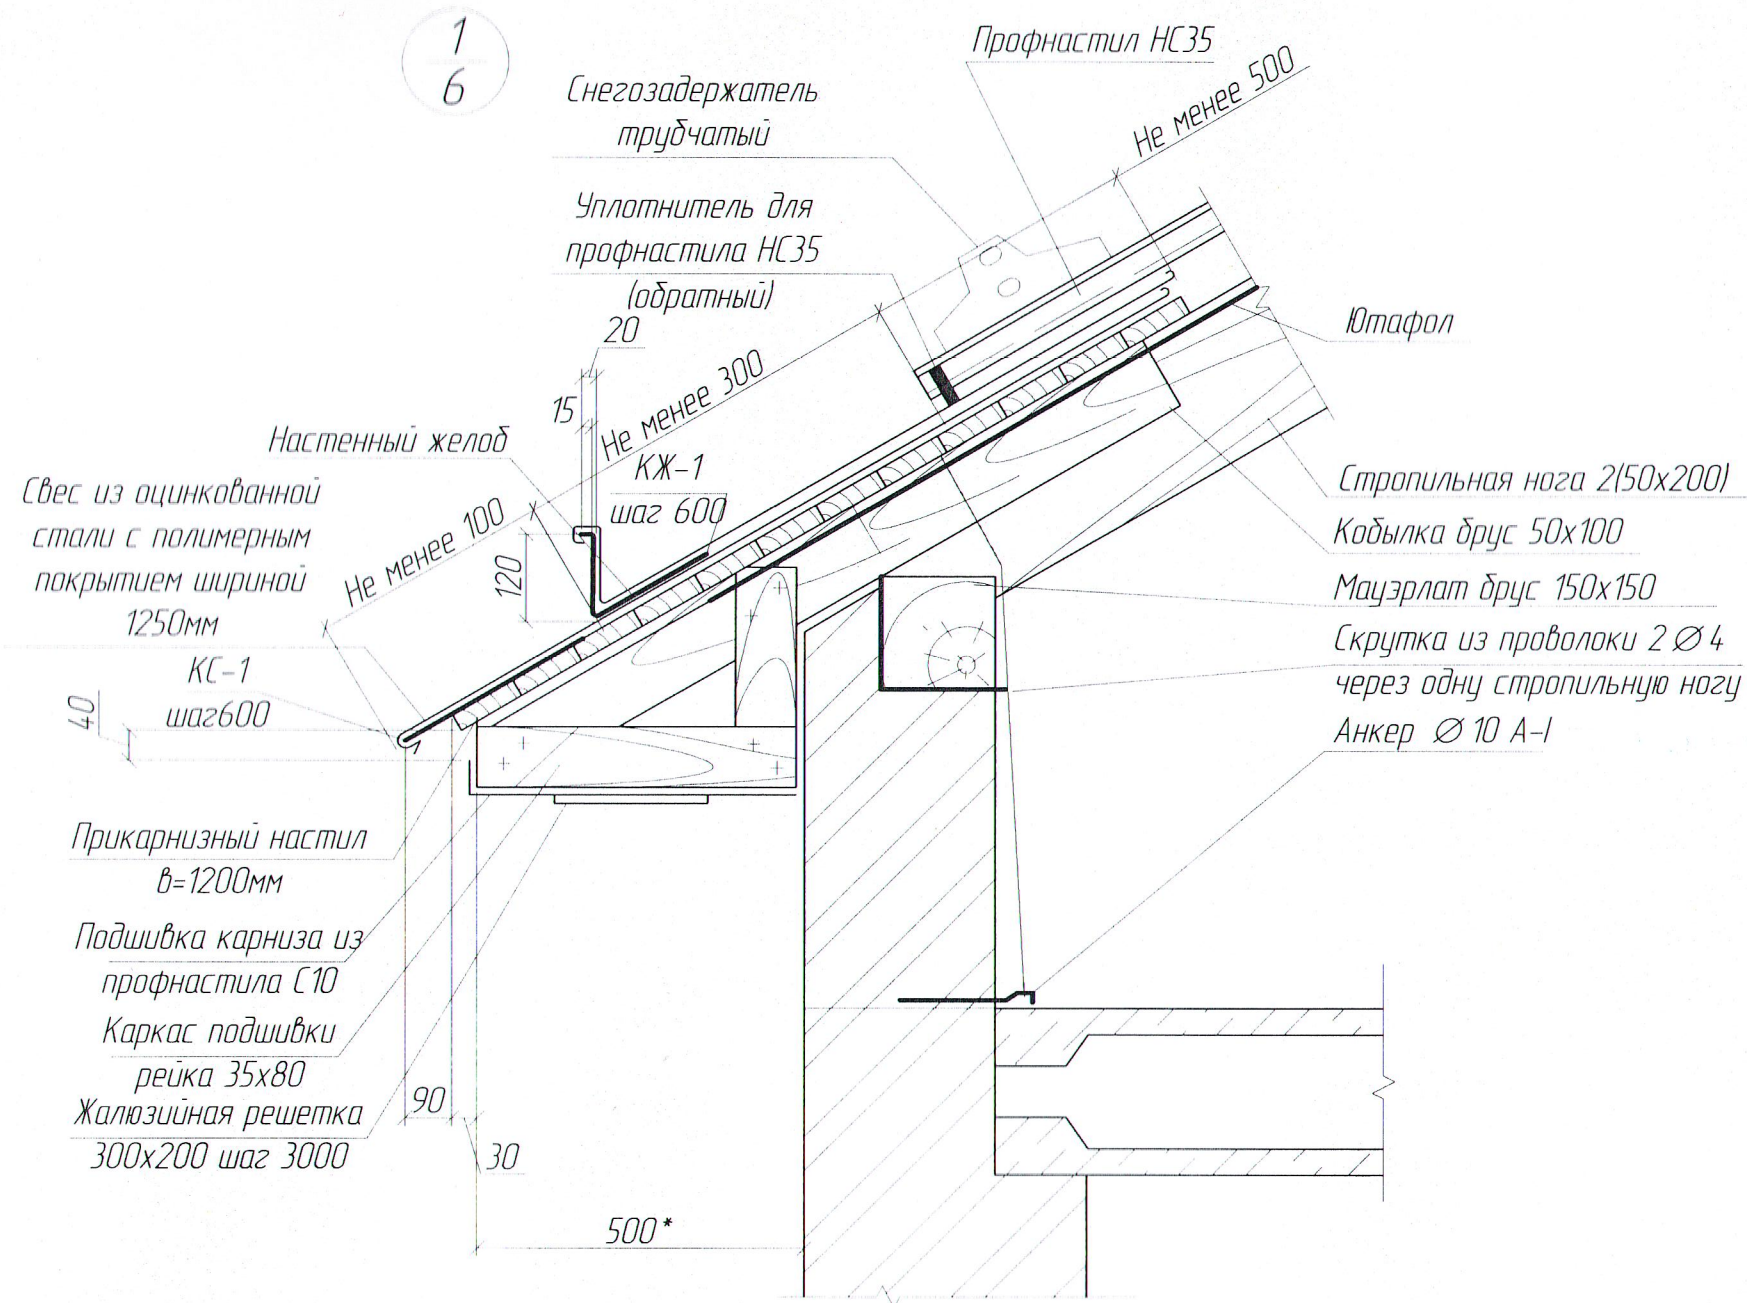 1
6
Профнастил НС35
Снегозадержатель
трубчатый
Не менее 500
Уплотнитель для
профнастила НС35
(обратный)
20
Ютафол
15
Не менее 300
Настенный желоб
КЖ-1
шаг 600
Свес из оцинкованной
стали с полимерным
покрытием шириной
1250мм
Не менее 100
120
КС-1
шаг600
40
Стропильная нога 2(50х200)
Кобылка брус 50х100
Мауэрлат брус 150х150
Скрутка из проволоки 2 Ø 4
через одну стропильную ногу
Анкер Ø 10 А-I
Прикарнизный настил
в=1200мм
Подшивка карниза из
профнастила С10
Каркас подшивки
рейка 35х80
Жалюзийная решетка
300х200 шаг 3000
90
30
500*